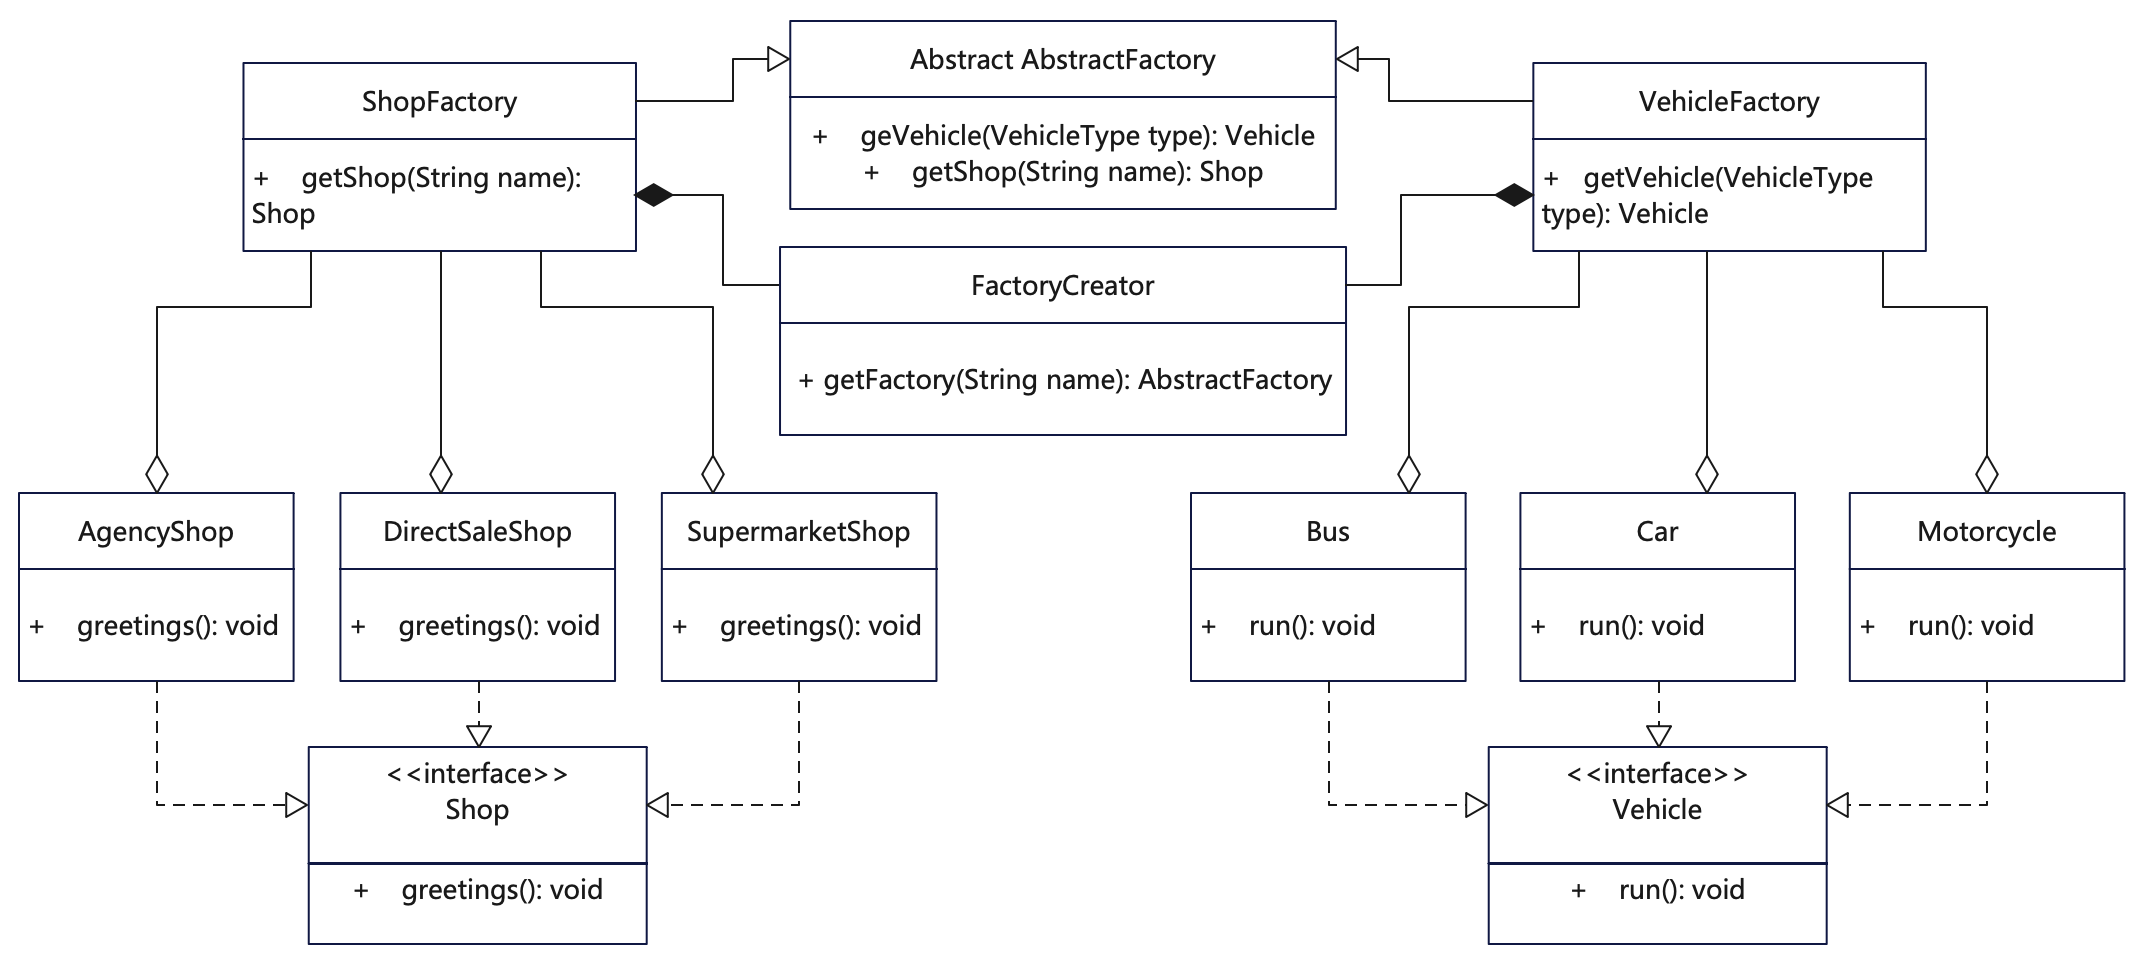 Abstract AbstractFactory
+ geVehicle(VehicleType type): Vehicle
+ getShop(String name): Shop
ShopFactory
+ getShop(String name):
Shop
VehicleFactory
+ getVehicle(VehicleType
type): Vehicle
FactoryCreator
+ getFactory(String name): AbstractFactory
AgencyShop
+ greetings(): void
DirectSaleShop
+ greetings(): void
SupermarketShop
+ greetings(): void
Bus
+ run(): void
Car
+ run(): void
Motorcycle
+ run(): void
<<interface>>
Shop
+ greetings(): void
<<interface>>
Vehicle
+ run(): void